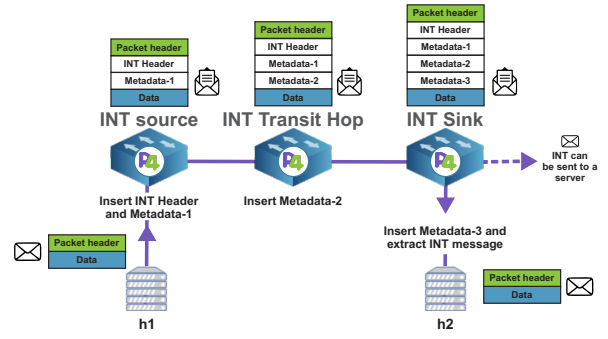 Packet header
INT Header
Metadata-1
Data
Packet header
INT Header
Metadata-1
Metadata-2
Data
Packet header
INT Header
Metadata-1
Metadata-2
Metadata-3
Data
INT source
INT Transit Hop
INT Sink
P4
P4
P4
INT can
be sent to a
server
Insert INT Header
and Metadata-1
Insert Metadata-2
Insert Metadata-3 and
extract INT message
Packet header
Data
Packet header
Data
h1
h2